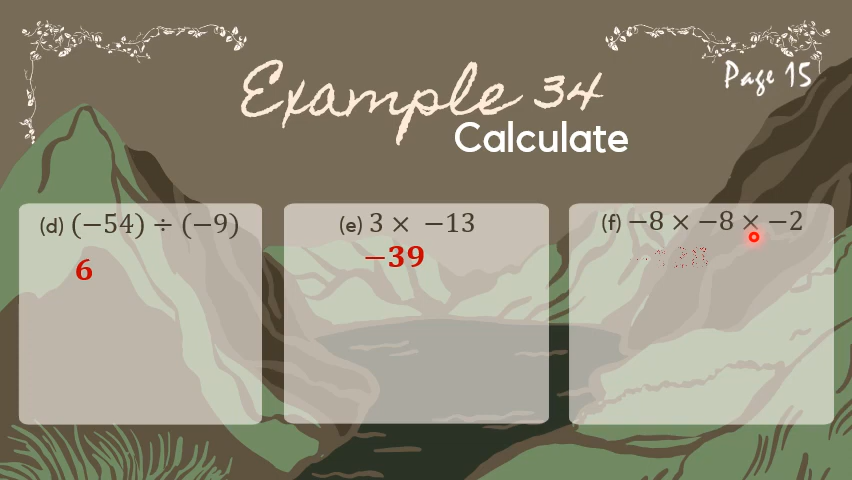 Example 34
Page 15
Calculate
(d) (−54) ÷ (−9)
6
(e) 3 × −13
−39
(f) −8 × −8 × −2